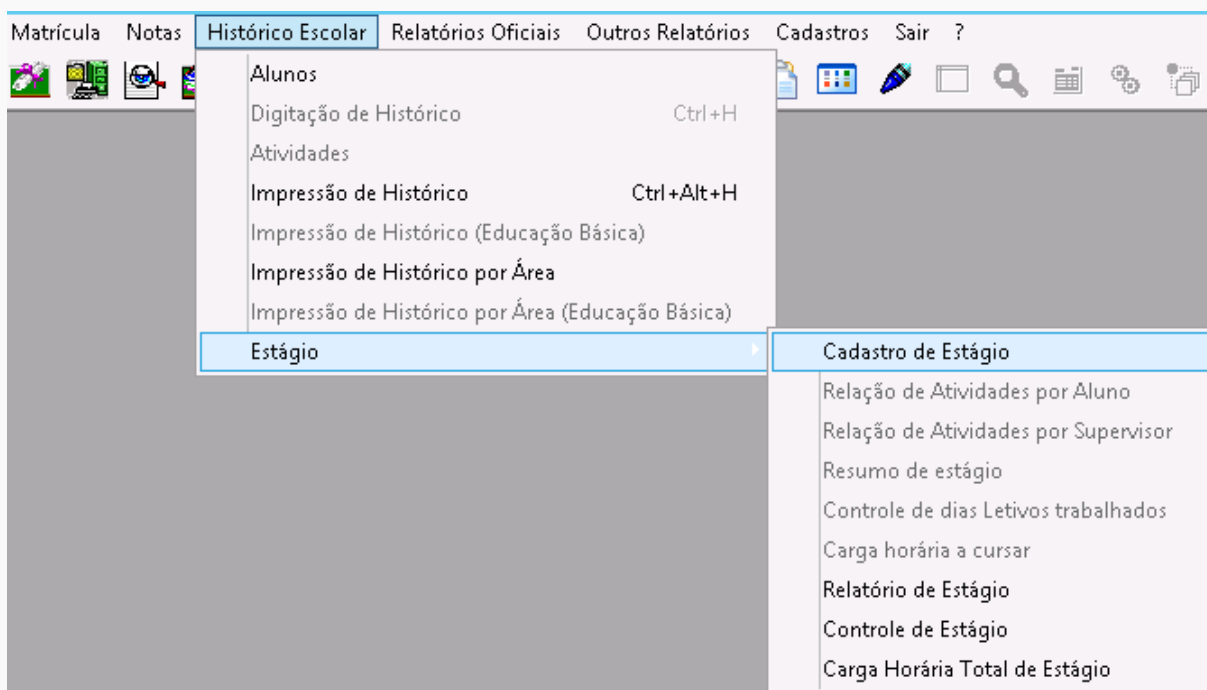 Matrícula Notas Histórico Escolar Relatórios Oficiais Outros Relatórios Cadastros Sair ?
Alunos
Digitação de Histórico Ctrl+H
Atividades
Impressão de Histórico Ctrl+Alt+H
Impressão de Histórico (Educação Básica)
Impressão de Histórico por Área
Impressão de Histórico por Área (Educação Básica)
Estágio
Cadastro de Estágio
Relação de Atividades por Aluno
Relação de Atividades por Supervisor
Resumo de estágio
Controle de dias Letivos trabalhados
Carga horária a cursar
Relatório de Estágio
Controle de Estágio
Carga Horária Total de Estágio